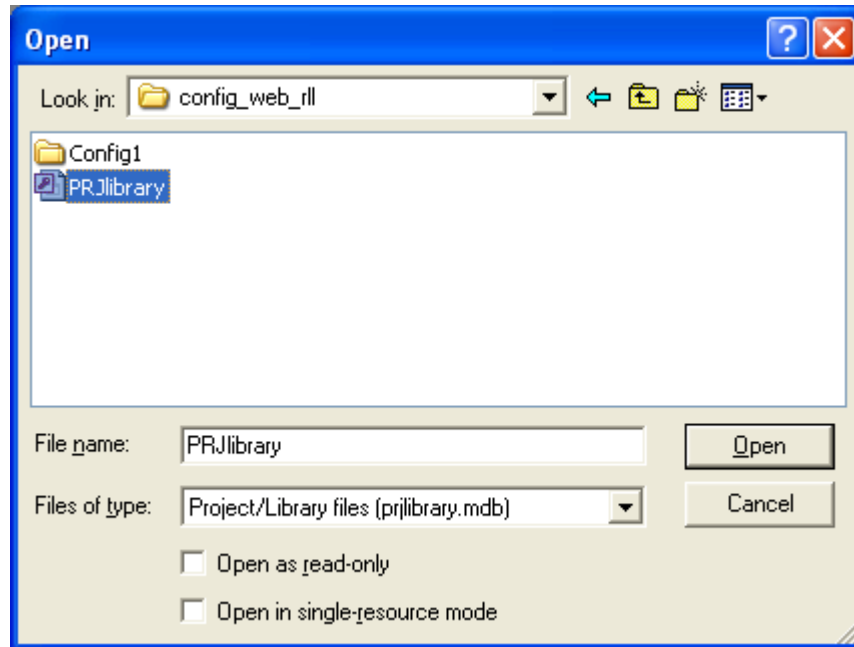 Open
Look in: config_web_rll
Config1
PRJlibrary
File name: PRJlibrary Open
Files of type: Project/Library files (prjlibrary.mdb) Cancel
Open as read-only
Open in single-resource mode